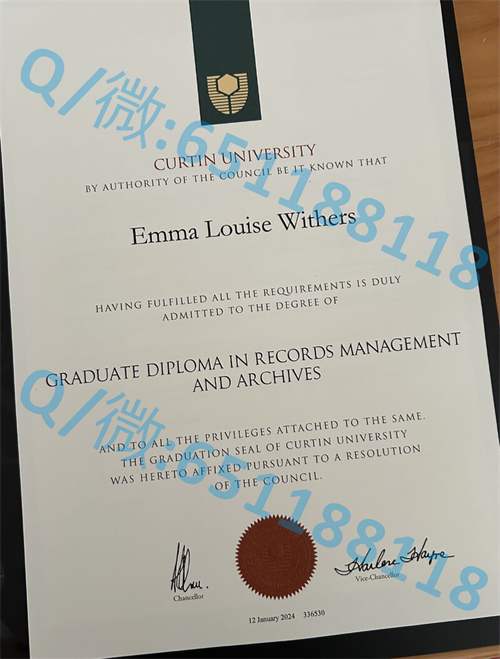 Q/微:651188118
CURTIN UNIVERSITY
BY AUTHORITY OF THE COUNCIL BE IT KNOWN THAT
Emma Louise Withers
HAVING FULFILLED ALL THE REQUIREMENTS IS DULY
ADMITTED TO THE DEGREE OF
GRADUATE DIPLOMA IN RECORDS MANAGEMENT
AND ARCHIVES
Q/微:651188118
AND TO ALL THE PRIVILEGES ATTACHED TO THE SAME.
THE GRADUATION SEAL OF CURTIN UNIVERSITY
WAS HERETO AFFIXED PURSUANT TO A RESOLUTION
OF THE COUNCIL.
Chancellor
Vice-Chancellor
12 January 2024 336530